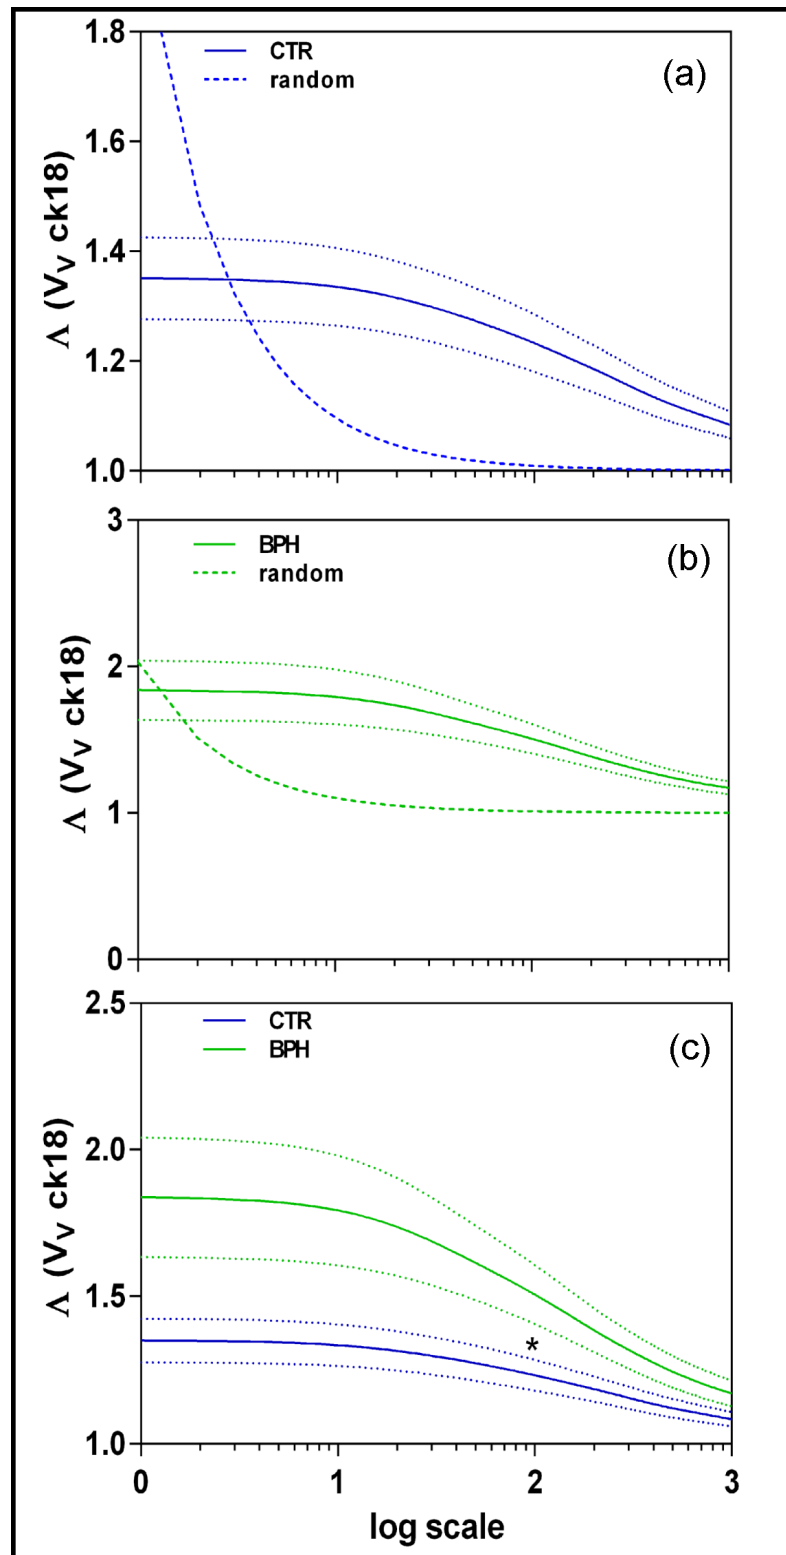 CTR
random
(a)
1.8
1.6
1.4
1.2
1.0
Λ (VV ck18)
BPH
random
(b)
3
2
1
0
Λ (VV ck18)
CTR
BPH
(c)
2.5
2.0
1.5
1.0
*
Λ (VV ck18)
0 1 2 3
log scale